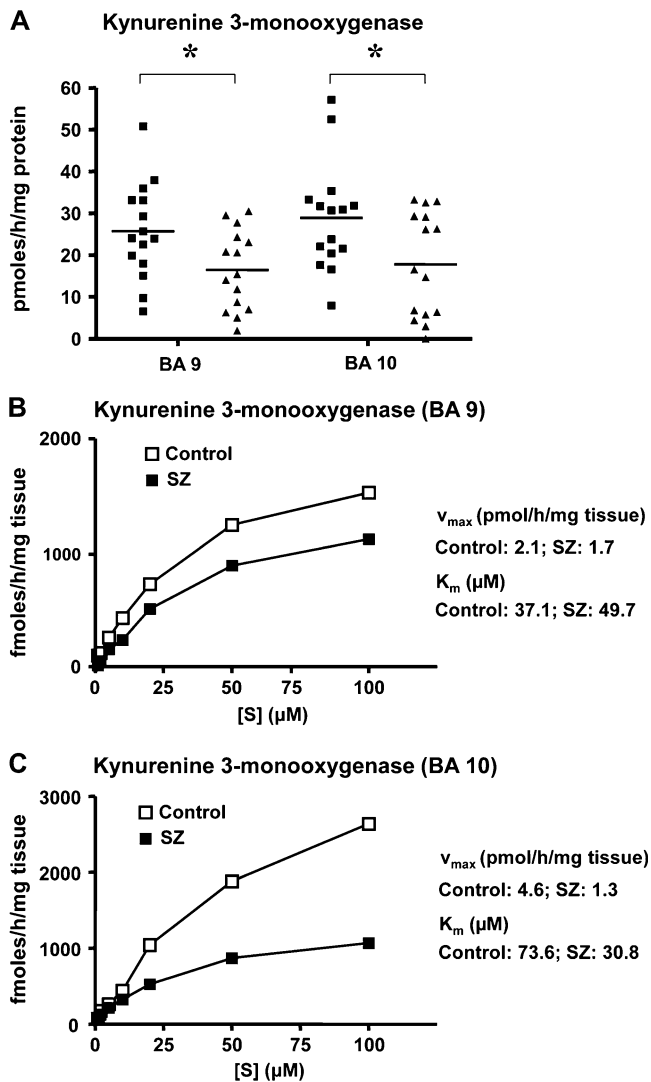 A
Kynurenine 3-monooxygenase
*
*
60
50
40
30
20
10
0
pmoles/h/mg protein
BA 9
BA 10
B
Kynurenine 3-monooxygenase (BA 9)
2000
1000
0
fmoles/h/mg tissue
Control
SZ
vmax (pmol/h/mg tissue)
Control: 2.1; SZ: 1.7
Km (µM)
Control: 37.1; SZ: 49.7
0 25 50 75 100
[S] (µM)
C
Kynurenine 3-monooxygenase (BA 10)
3000
2000
1000
0
fmoles/h/mg tissue
Control
SZ
vmax (pmol/h/mg tissue)
Control: 4.6; SZ: 1.3
Km (µM)
Control: 73.6; SZ: 30.8
0 25 50 75 100
[S] (µM)